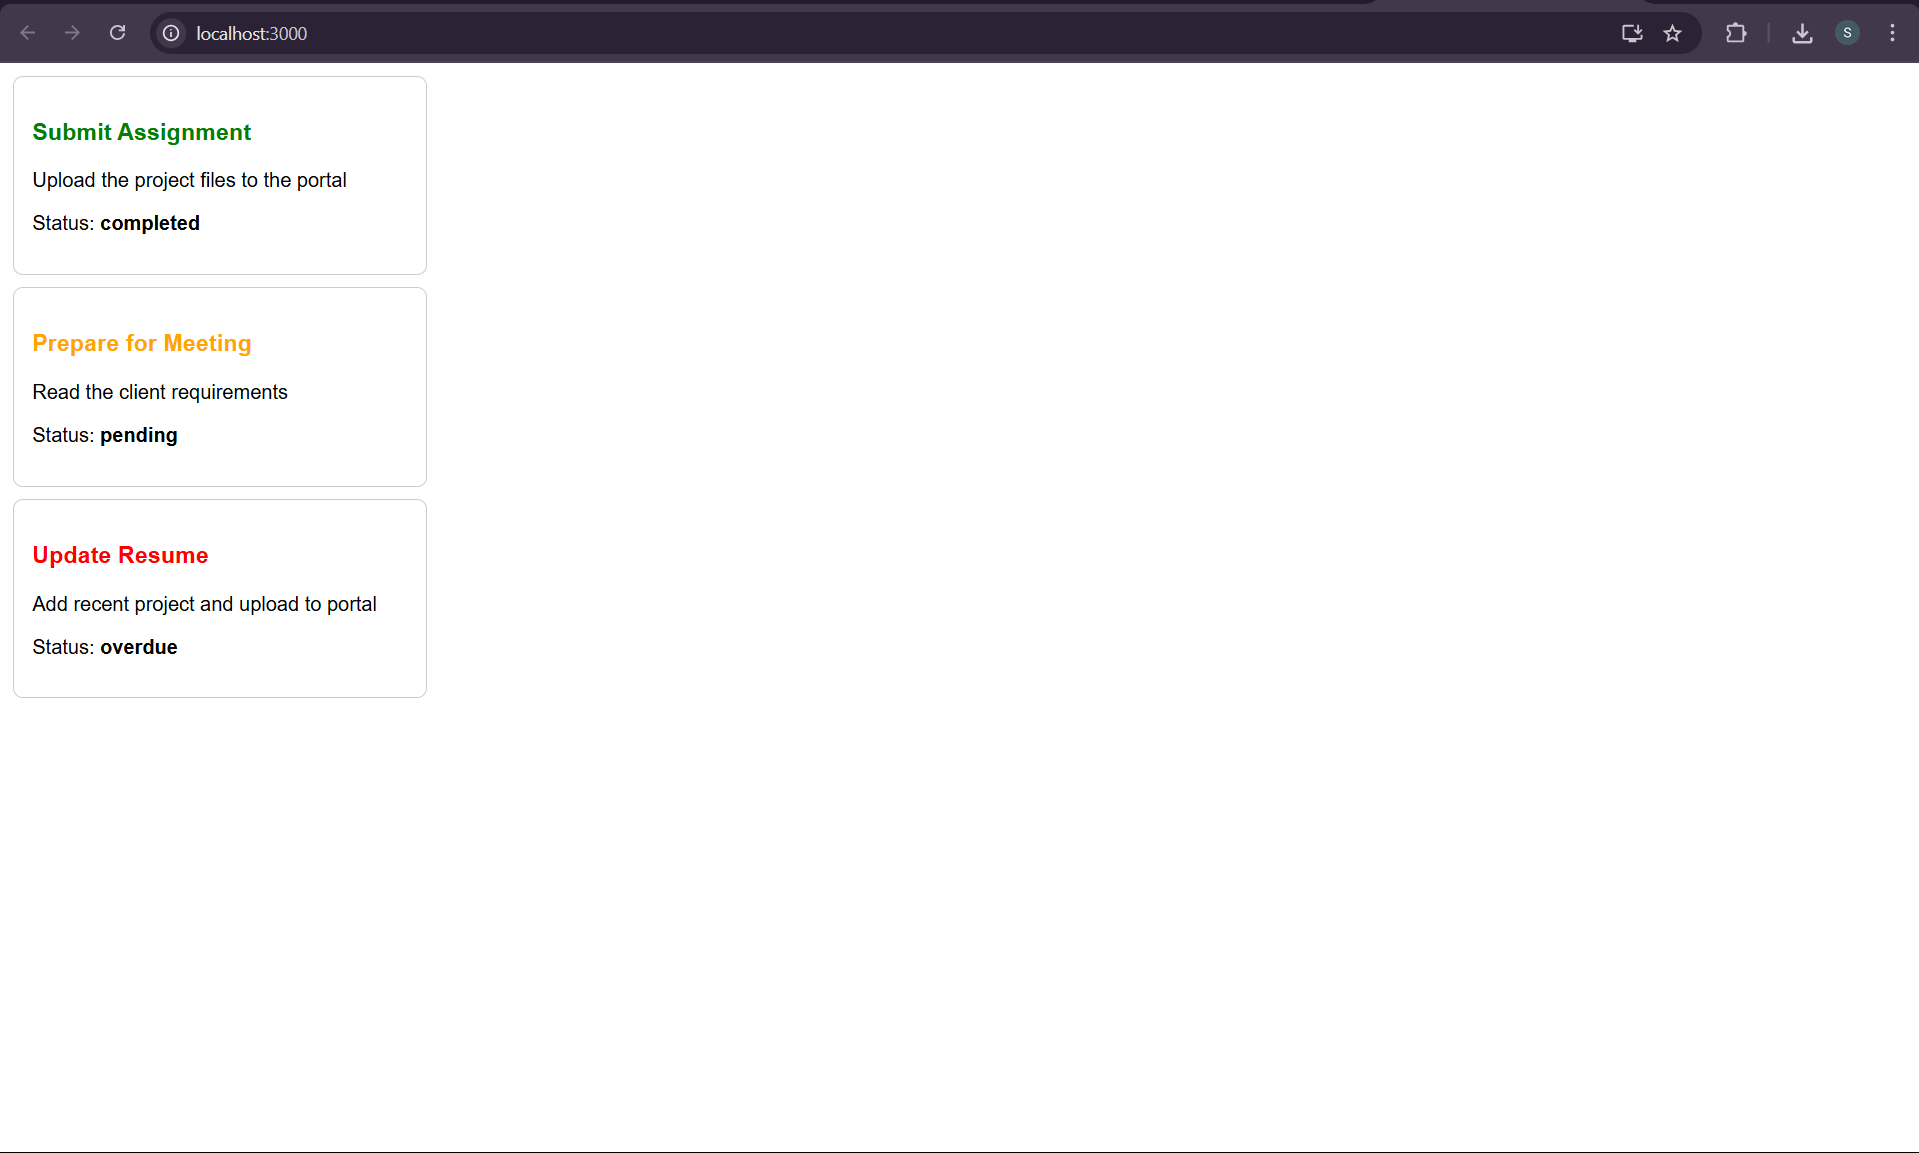 localhost:3000
S
Submit Assignment
Upload the project files to the portal
Status: completed
Prepare for Meeting
Read the client requirements
Status: pending
Update Resume
Add recent project and upload to portal
Status: overdue